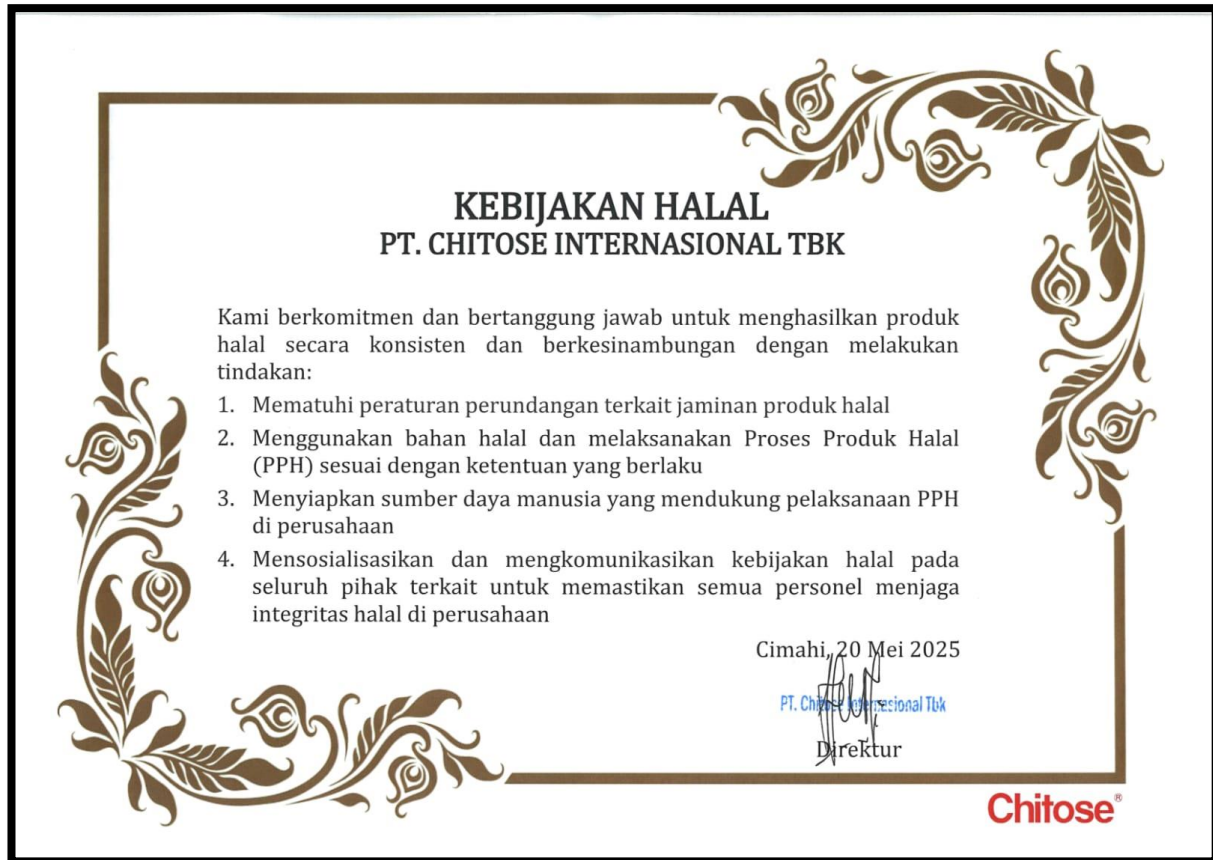 KEBIJAKAN HALAL
PT. CHITOSE INTERNASIONAL TBK
Kami berkomitmen dan bertanggung jawab untuk menghasilkan produk
halal secara konsisten dan berkesinambungan dengan melakukan
tindakan:
1. Mematuhi peraturan perundangan terkait jaminan produk halal
2. Menggunakan bahan halal dan melaksanakan Proses Produk Halal
(PPH) sesuai dengan ketentuan yang berlaku
3. Menyiapkan sumber daya manusia yang mendukung pelaksanaan PPH
di perusahaan
4. Mensosialisasikan dan mengkomunikasikan kebijakan halal pada
seluruh pihak terkait untuk memastikan semua personel menjaga
integritas halal di perusahaan
Cimahi, 20 Mei 2025
PT. Chitose Internasional Tbk
Direktur
Chitose®